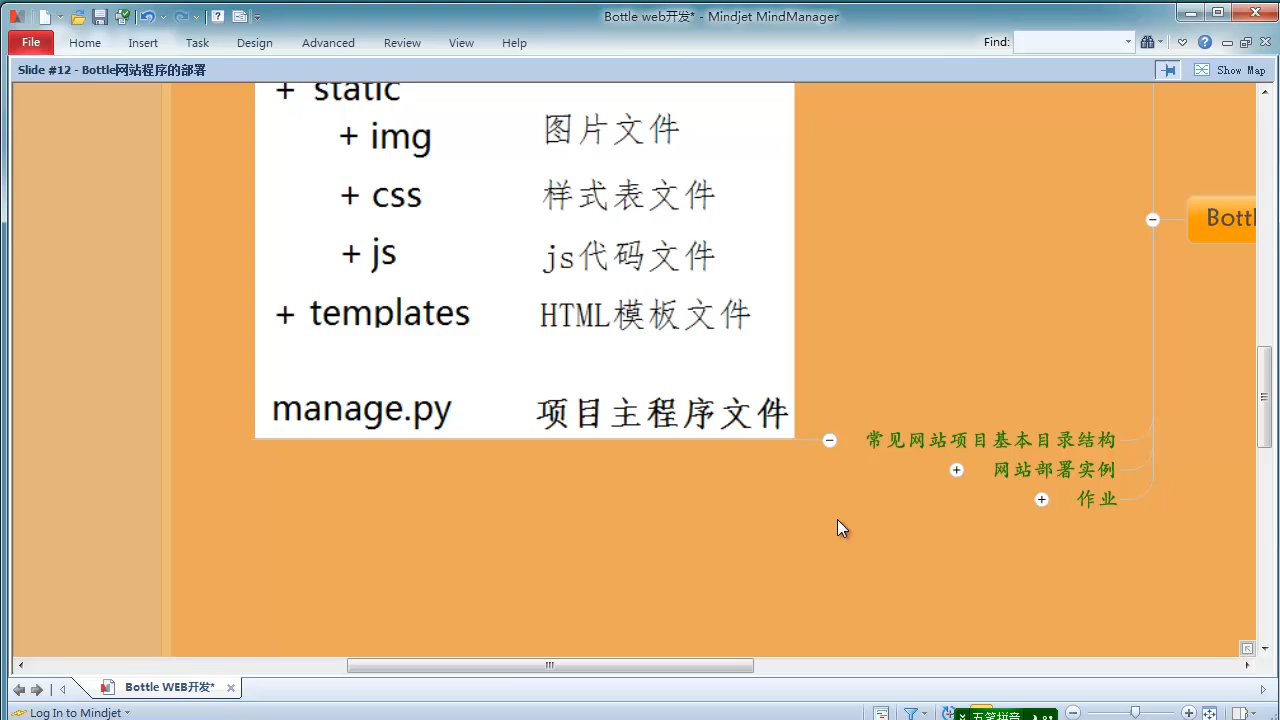 Bottle web开发* - Mindjet MindManager
File Home Insert Task Design Advanced Review View Help Find:
Slide #12 - Bottle网站程序的部署 Show Map
+ static
+ img 图片文件
+ css 样式表文件
+ js js代码文件
+ templates HTML模板文件
manage.py 项目主程序文件
Bottl
常见网站项目基本目录结构
网站部署实例
作业
Bottle WEB开发*
Log In to Mindjet
五笔拼音